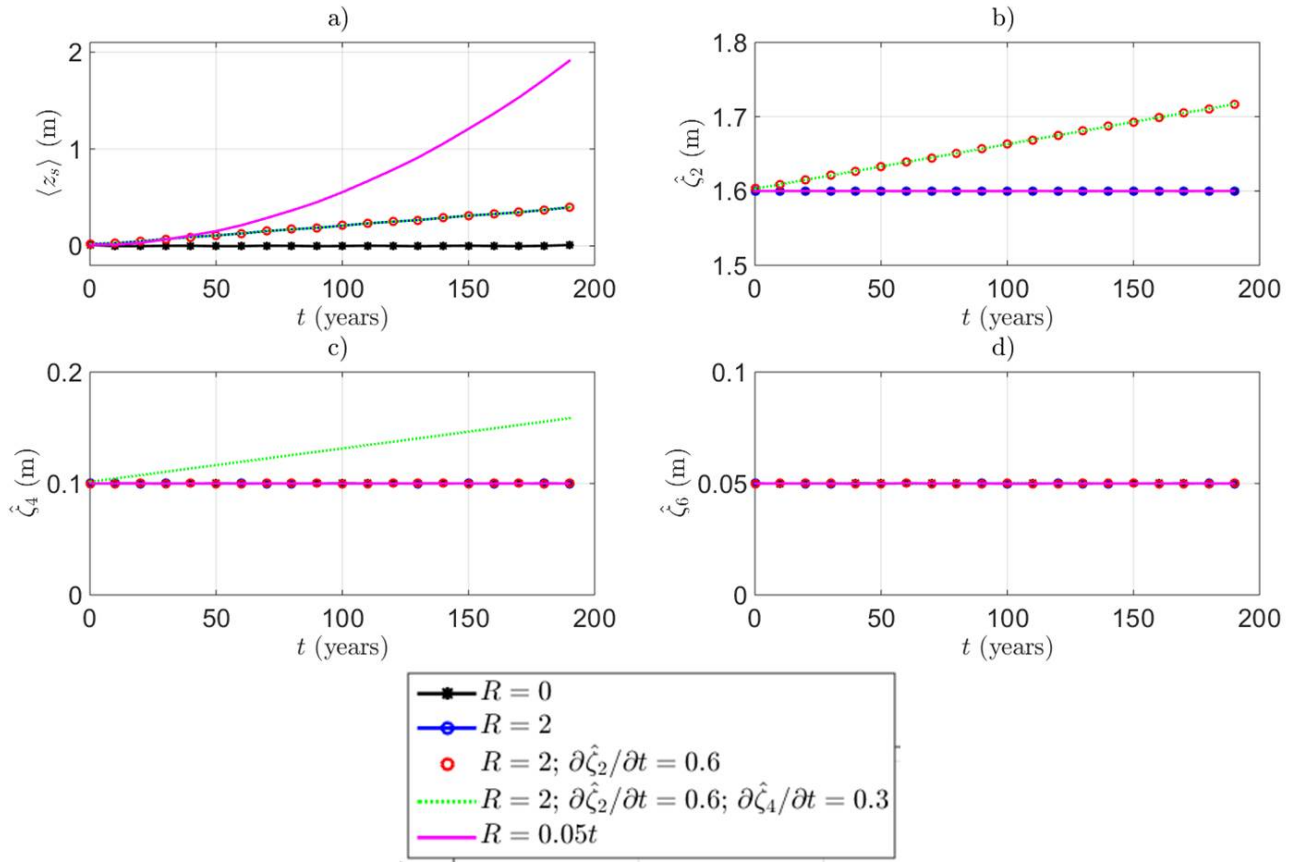 a)
2
1
0
⟨z_s⟩ (m)
0 50 100 150 200
t (years)
b)
1.8
1.7
1.6
1.5
ζ̂_2 (m)
0 50 100 150 200
t (years)
c)
0.2
0.1
0
ζ̂_4 (m)
0 50 100 150 200
t (years)
d)
0.1
0.05
0
ζ̂_6 (m)
0 50 100 150 200
t (years)
R = 0
R = 2
R = 2; ∂ζ̂_2/∂t = 0.6
R = 2; ∂ζ̂_2/∂t = 0.6; ∂ζ̂_4/∂t = 0.3
R = 0.05t